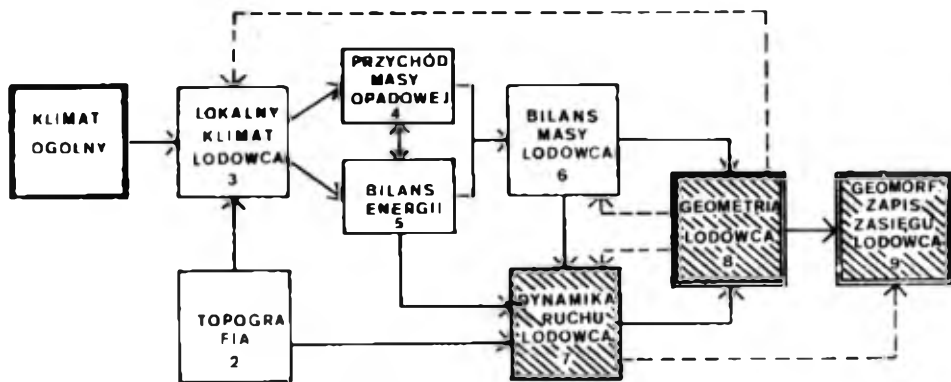 KLIMAT
OGOLNY
LOKALNY
KLIMAT
LODOWCA
3
PRZYCHÓD
MASY
OPADOWEJ
4
BILANS
ENERGII
5
BILANS
MASY
LODOWCA
6
GEOMETRIA
LODOWCA
8
GEOMORF.
ZAPIS
ZASIĘGU
LODOWCA
9
TOPOGRA
FIA
2
DYNAMIKA
RUCHU
LODOWCA
7